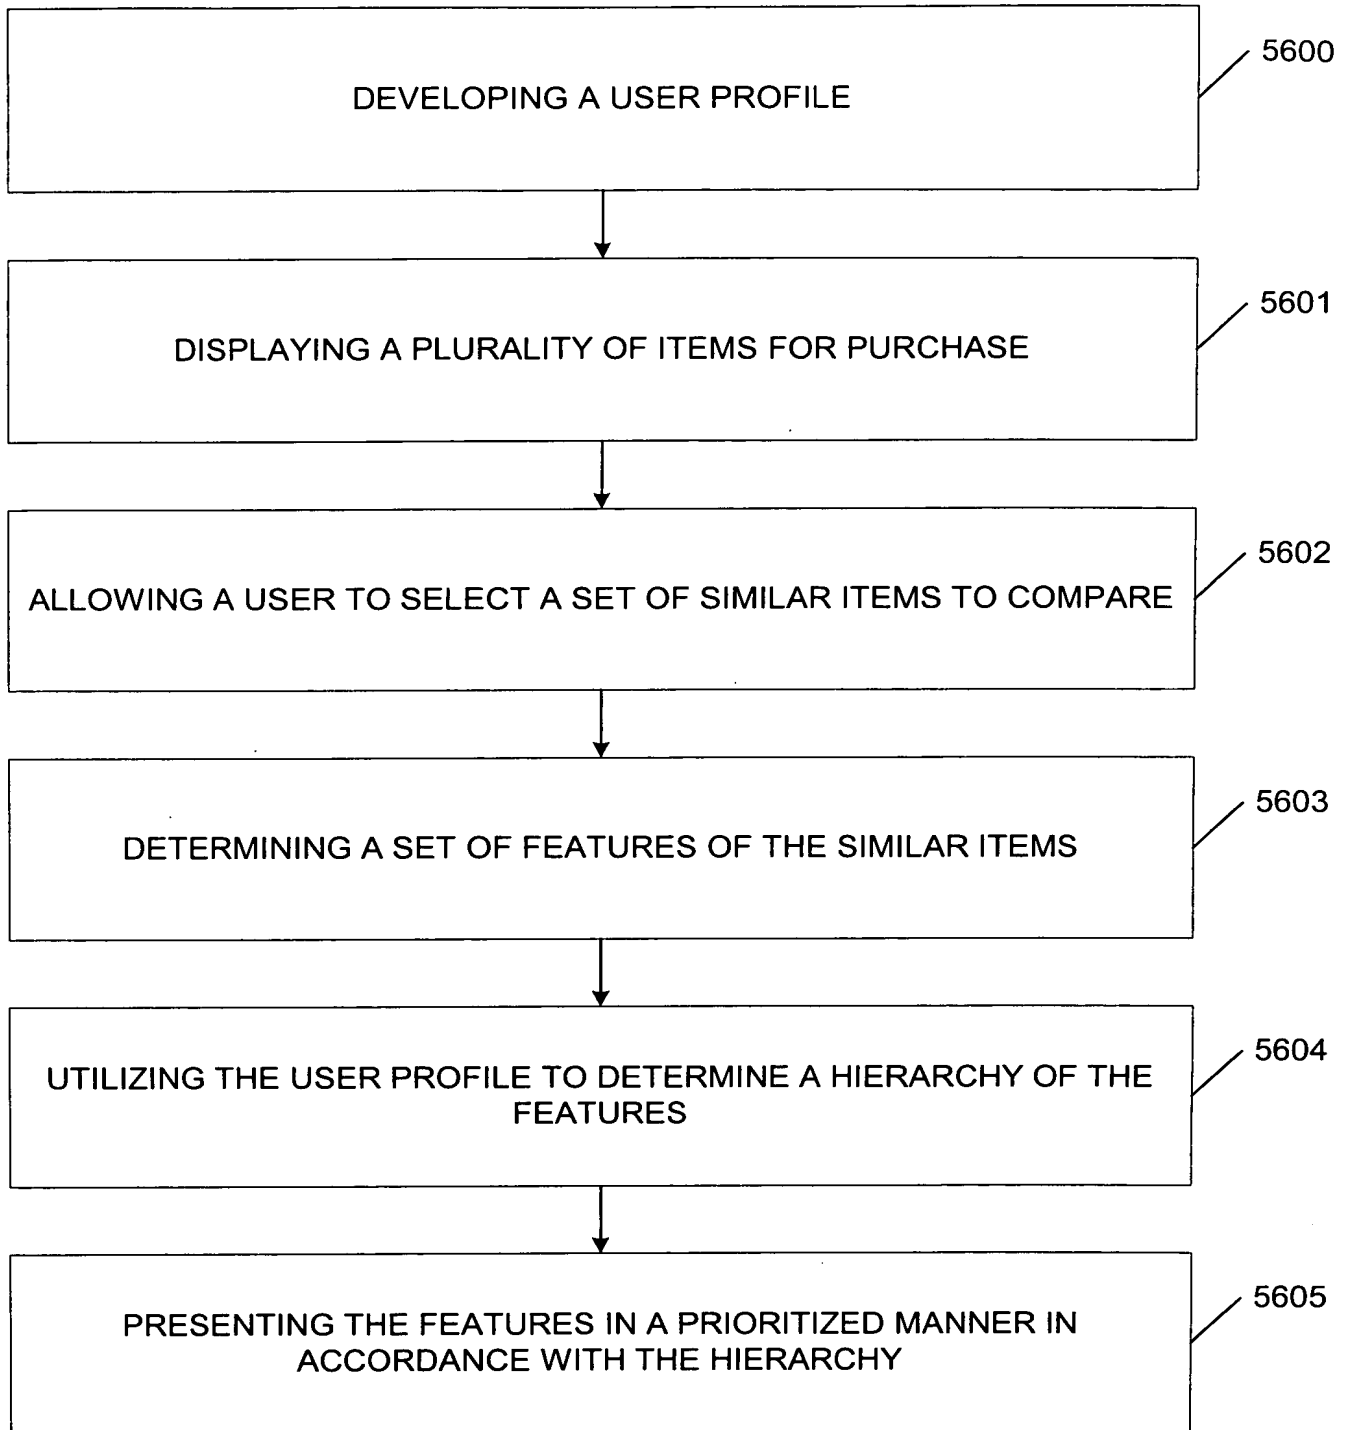 5600
DEVELOPING A USER PROFILE
5601
DISPLAYING A PLURALITY OF ITEMS FOR PURCHASE
5602
ALLOWING A USER TO SELECT A SET OF SIMILAR ITEMS TO COMPARE
5603
DETERMINING A SET OF FEATURES OF THE SIMILAR ITEMS
5604
UTILIZING THE USER PROFILE TO DETERMINE A HIERARCHY OF THE
FEATURES
5605
PRESENTING THE FEATURES IN A PRIORITIZED MANNER IN
ACCORDANCE WITH THE HIERARCHY